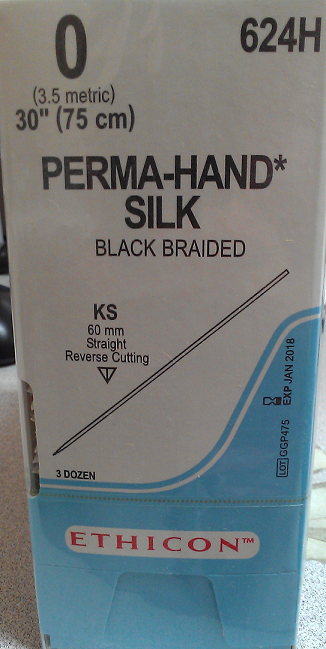 0
624H
(3.5 metric)
30" (75 cm)
PERMA-HAND*
SILK
BLACK BRAIDED
KS
60 mm
Straight
Reverse Cutting
EXP JAN 2018
LOT GGP475
3 DOZEN
ETHICON™